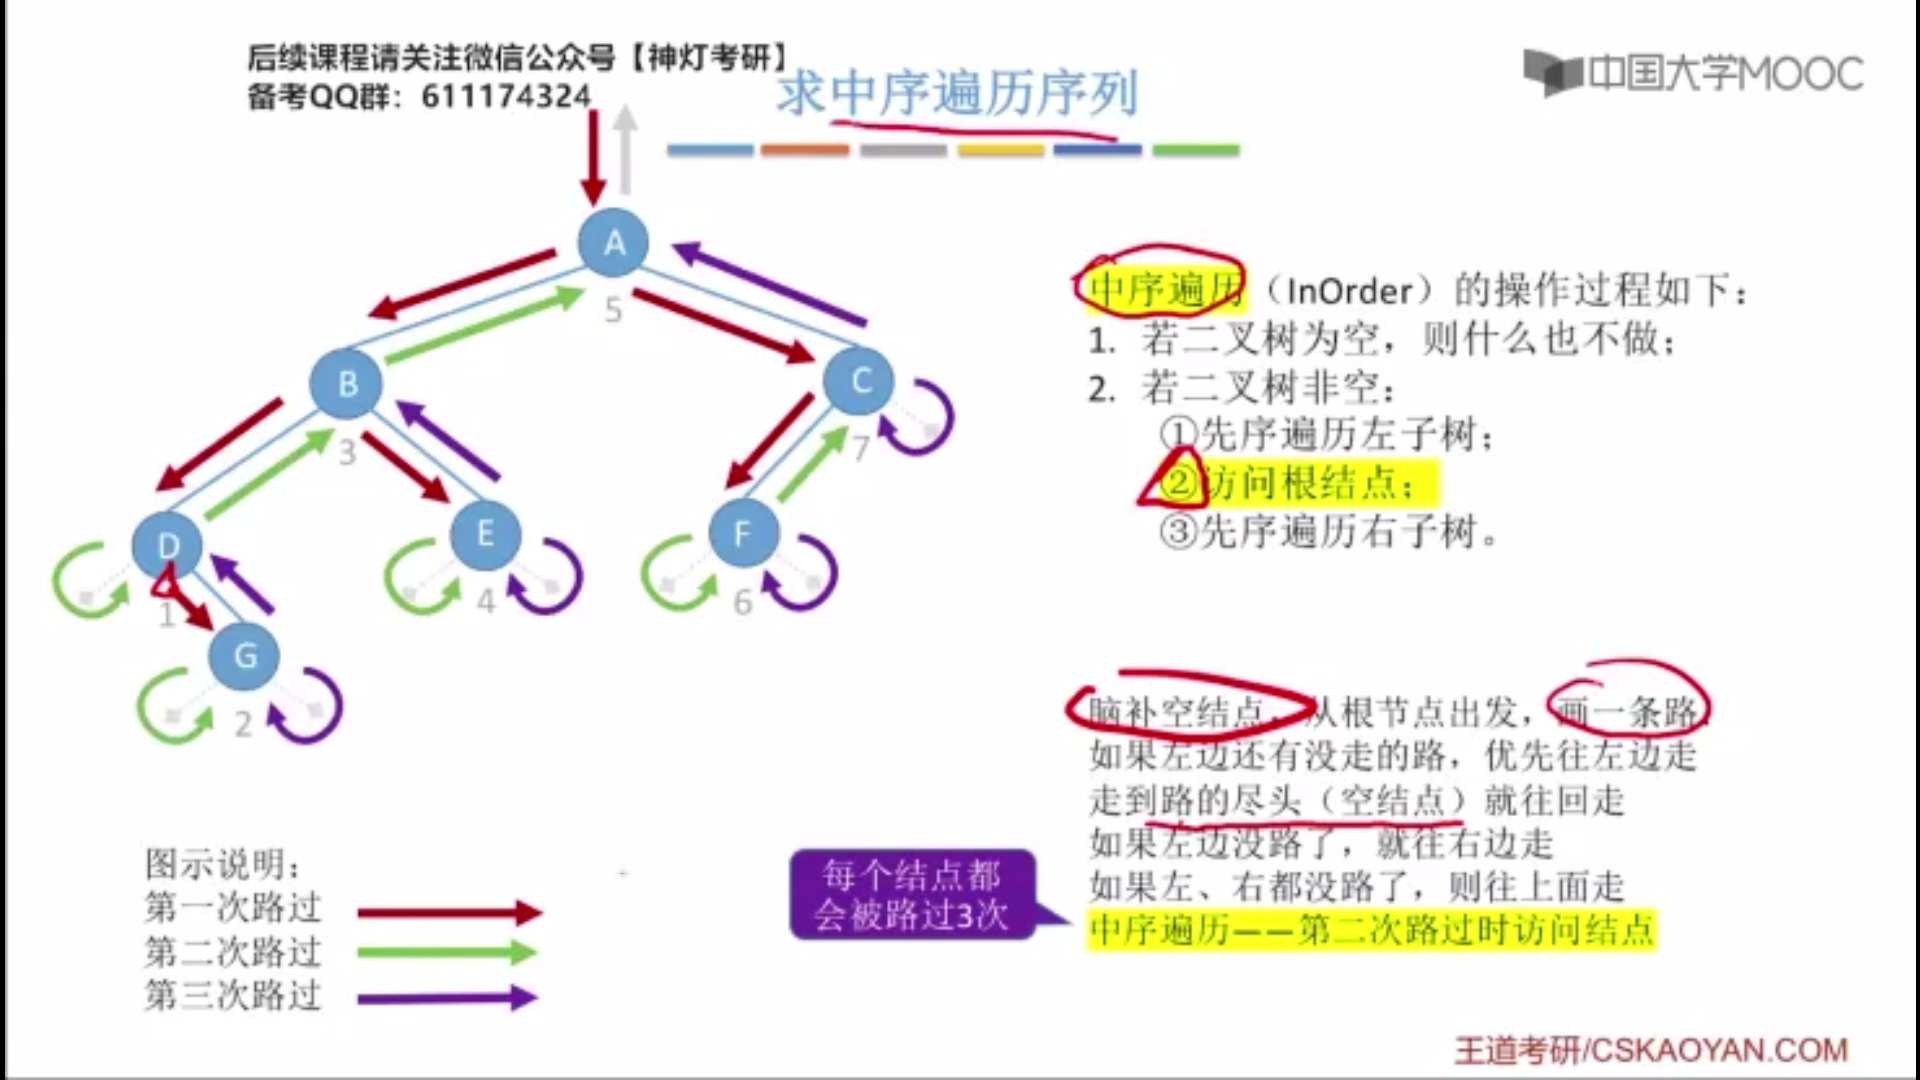 后续课程请关注微信公众号【神灯考研】
备考QQ群：611174324
求中序遍历序列
中国大学MOOC
A
5
B
3
C
7
D
1
E
4
F
6
G
2
中序遍历（InOrder）的操作过程如下：
1. 若二叉树为空，则什么也不做；
2. 若二叉树非空：
①先序遍历左子树；
②访问根结点；
③先序遍历右子树。
脑补空结点，从根节点出发，画一条路：
如果左边还有没走的路，优先往左边走
走到路的尽头（空结点）就往回走
如果左边没路了，就往右边走
如果左、右都没路了，则往上面走
中序遍历——第二次路过时访问结点
每个结点都
会被路过3次
图示说明：
第一次路过
第二次路过
第三次路过
王道考研/CSKAOYAN.COM